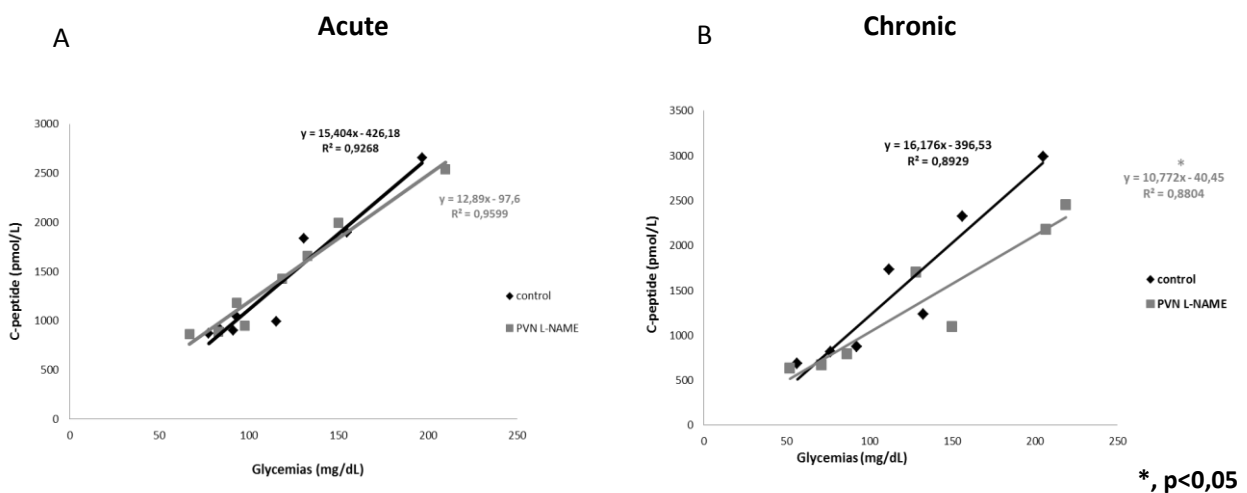 A
Acute
C-peptide (pmol/L)
3000
2500
2000
1500
1000
500
0
y = 15,404x - 426,18
R² = 0,9268
y = 12,89x - 97,6
R² = 0,9599
control
PVN L-NAME
0
50
100
150
200
250
Glycemias (mg/dL)
B
Chronic
C-peptide (pmol/L)
3500
3000
2500
2000
1500
1000
500
0
y = 16,176x - 396,53
R² = 0,8929
*
y = 10,772x - 40,45
R² = 0,8804
control
PVN L-NAME
0
50
100
150
200
250
Glycemias (mg/dL)
*, p<0,05